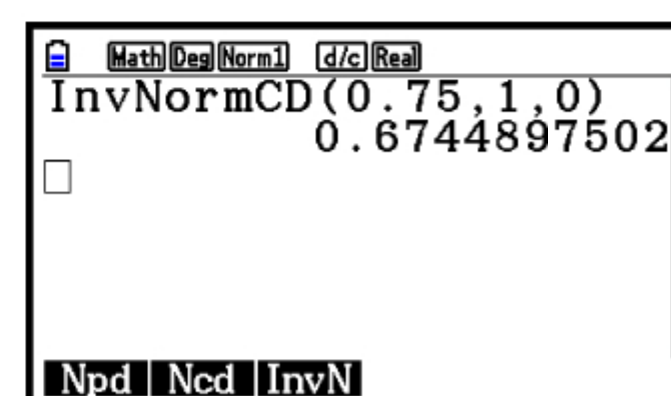 Math Deg Norm1 d/c Real
InvNormCD(0.75,1,0)
0.6744897502
Npd Ncd InvN